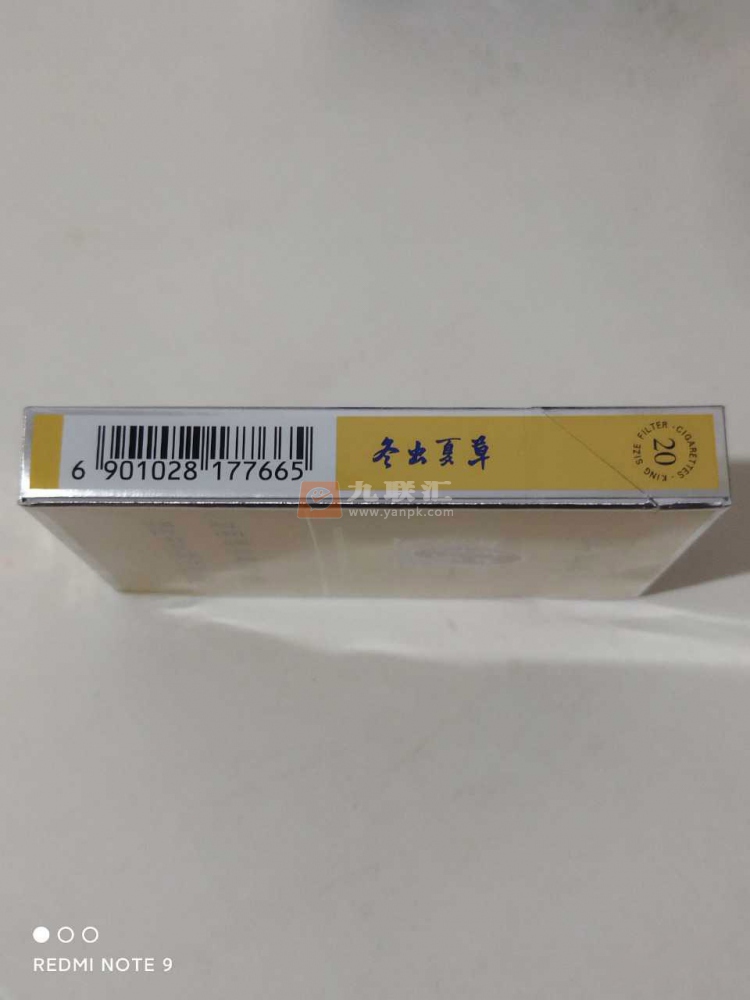 6 901028 177665
冬虫夏草
KING SIZE FILTER · CIGARETTES ·
20
九联汇
www.yanpk.com
REDMI NOTE 9